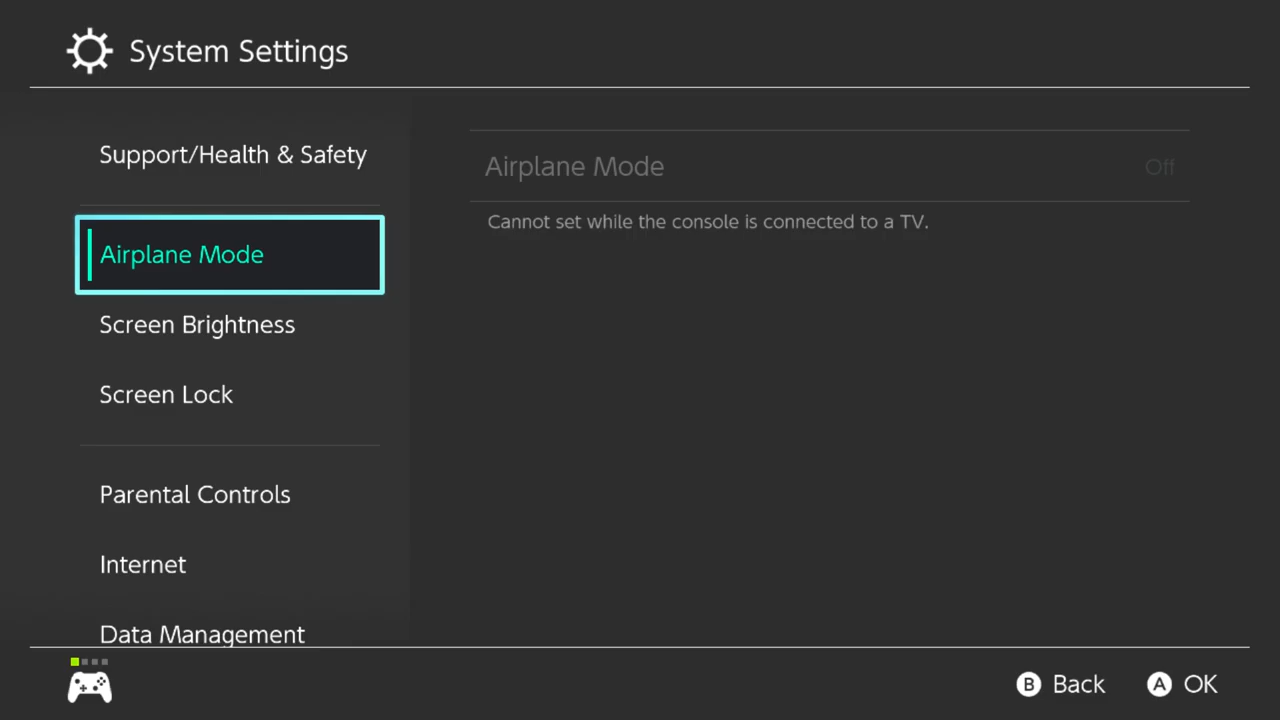 System Settings
Support/Health & Safety
Airplane Mode
Screen Brightness
Screen Lock
Parental Controls
Internet
Data Management
Airplane Mode Off
Cannot set while the console is connected to a TV.
B Back A OK